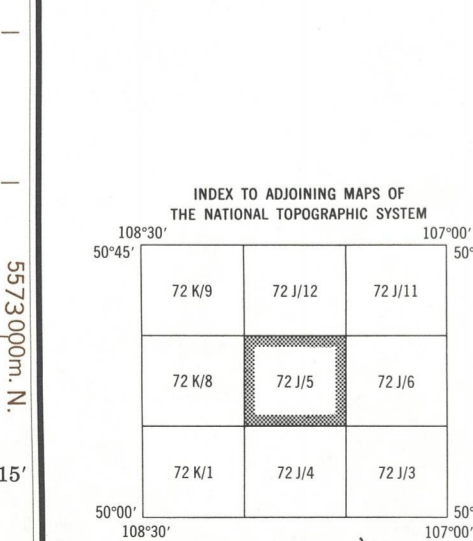 INDEX TO ADJOINING MAPS OF
THE NATIONAL TOPOGRAPHIC SYSTEM
108°30′ 107°00′
50°45′ 50°
72 K/9 72 J/12 72 J/11
5573000m. N.
72 K/8 72 J/5 72 J/6
15′
72 K/1 72 J/4 72 J/3
50°00′ 50°
108°30′ 107°00′